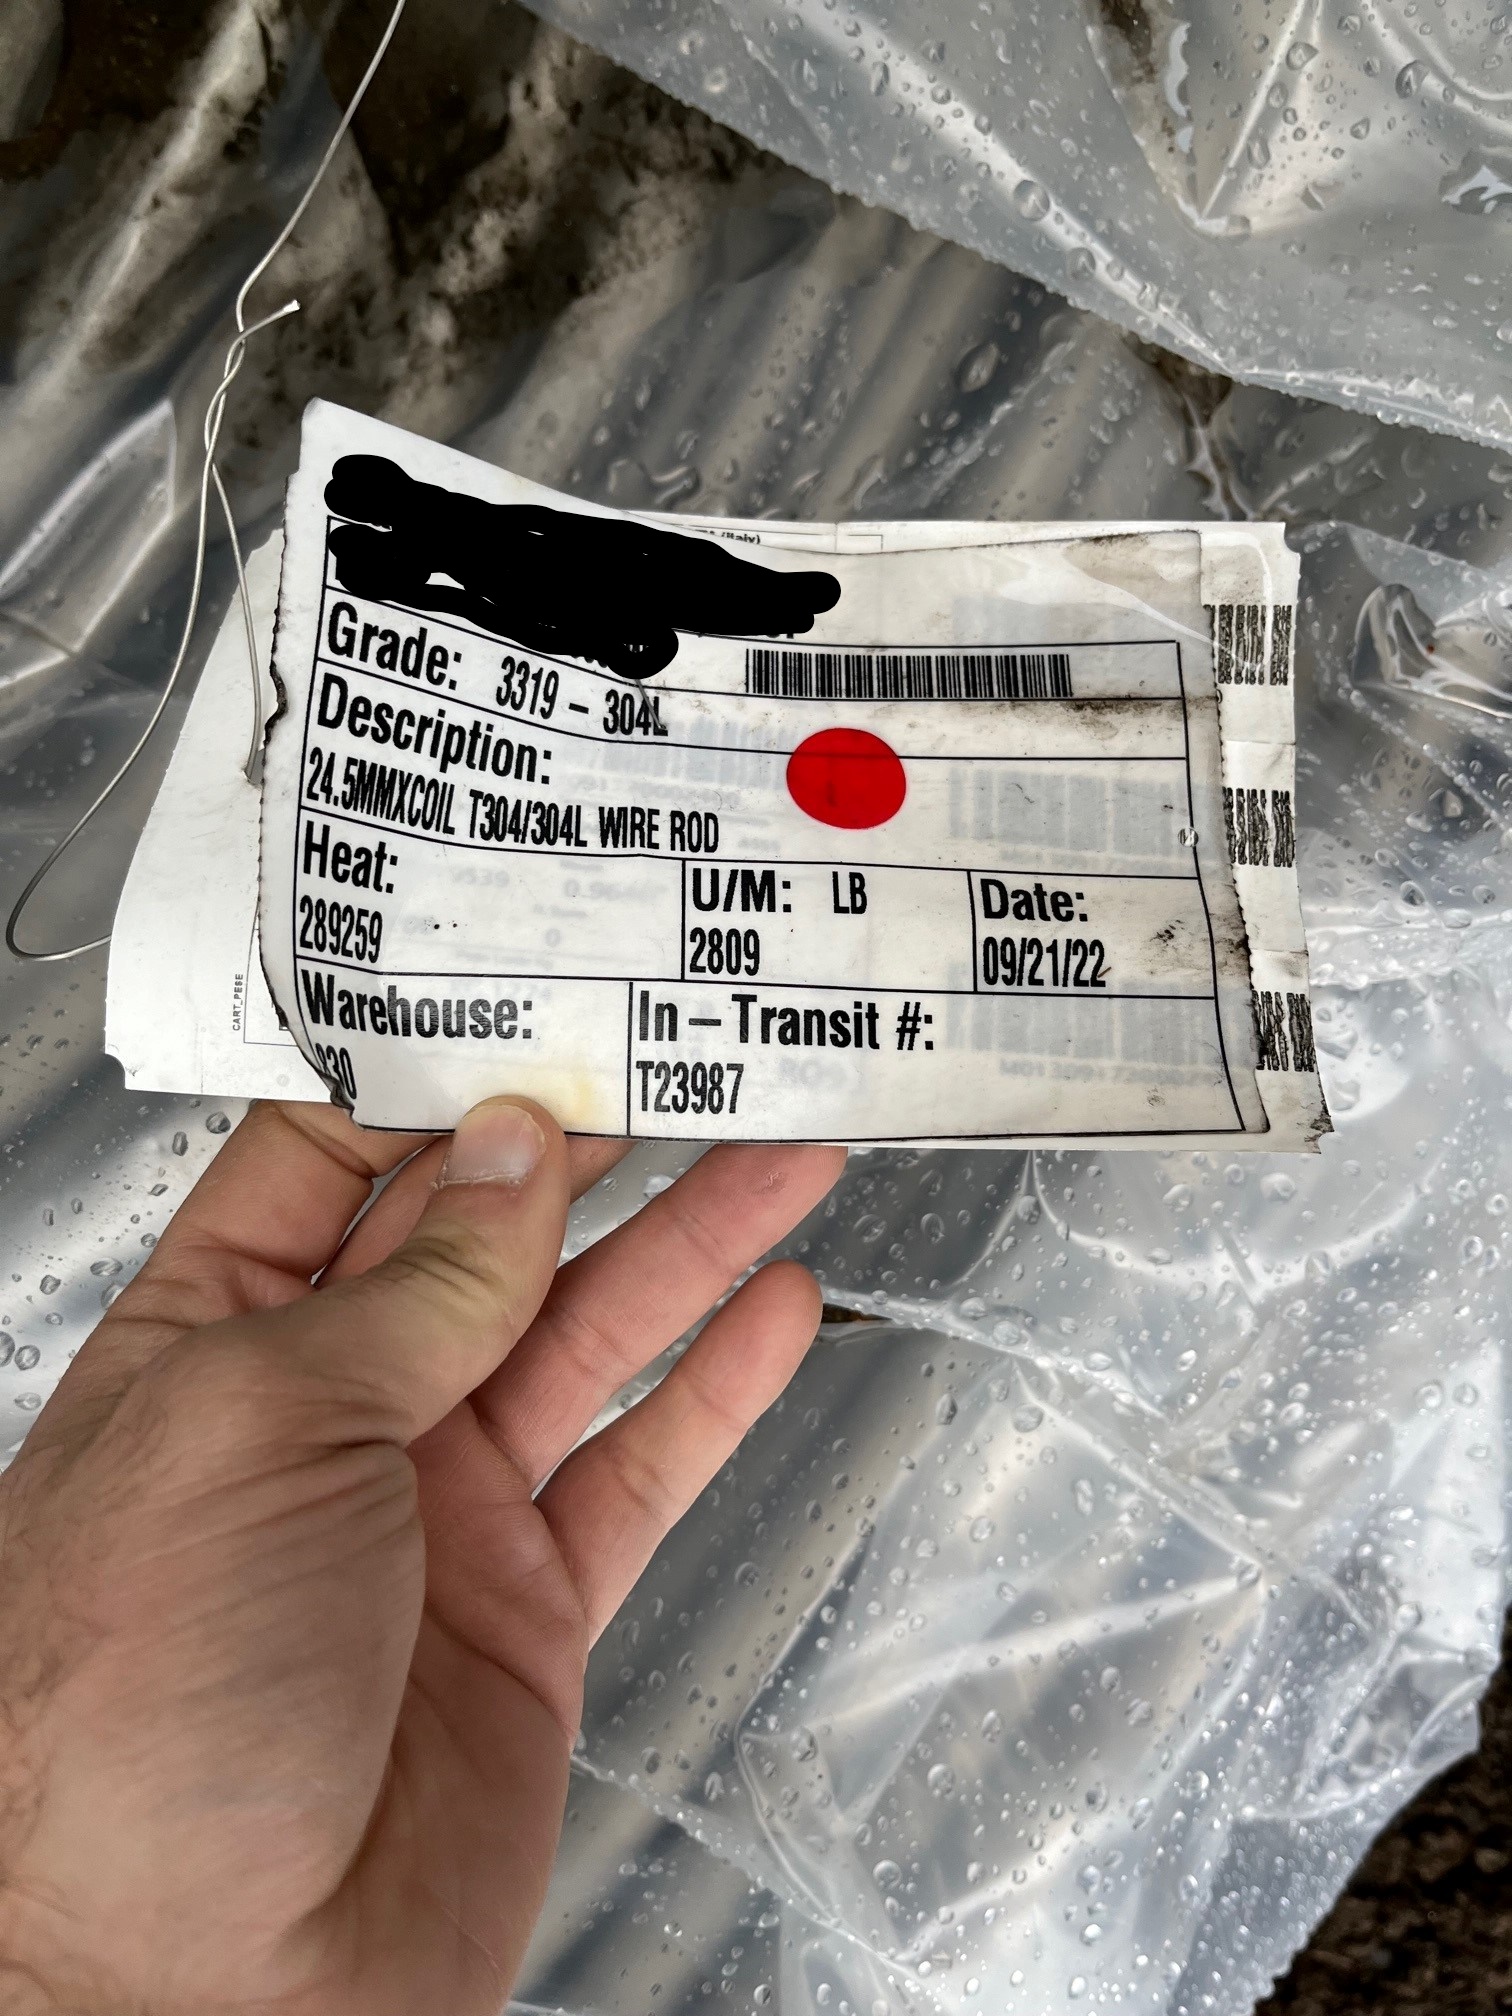 Grade: 3319 – 304L
Description:
24.5MMXCOIL T304/304L WIRE ROD
Heat:
289259
U/M: LB
2809
Date:
09/21/22
Warehouse:
In – Transit #:
T23987
CART_PESE